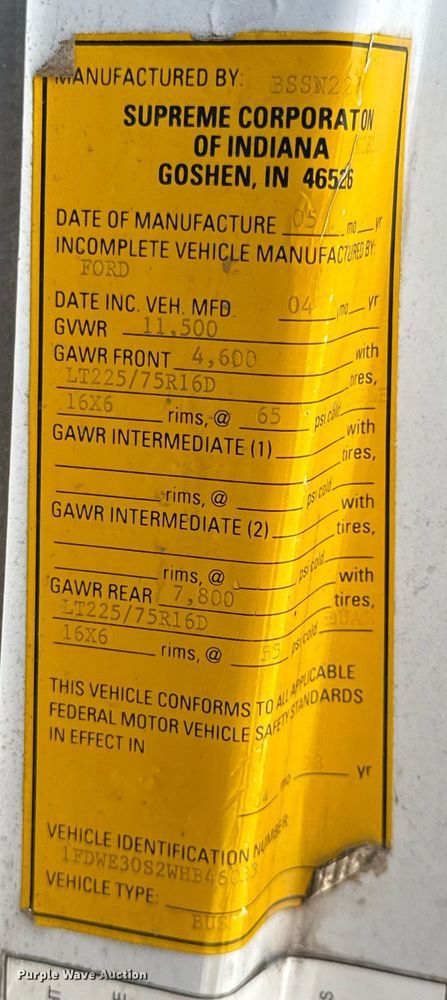 MANUFACTURED BY: BSSN22
SUPREME CORPORATON
OF INDIANA
GOSHEN, IN 46526
DATE OF MANUFACTURE 05 mo yr
INCOMPLETE VEHICLE MANUFACTURED BY:
FORD
DATE INC. VEH. MFD. 04 mo yr
GVWR 11,500
GAWR FRONT 4,600 with
LT225/75R16D tires,
16X6 rims, @ 65 psi cold
GAWR INTERMEDIATE (1) with
tires,
rims, @ psi cold
GAWR INTERMEDIATE (2) with
tires,
rims, @ psi cold
GAWR REAR 7,800 with
LT225/75R16D tires,
16X6 rims, @ 55 psi cold
THIS VEHICLE CONFORMS TO ALL APPLICABLE
FEDERAL MOTOR VEHICLE SAFETY STANDARDS
IN EFFECT IN
mo yr
VEHICLE IDENTIFICATION NUMBER:
VEHICLE TYPE:
BUS
Purple Wave Auction